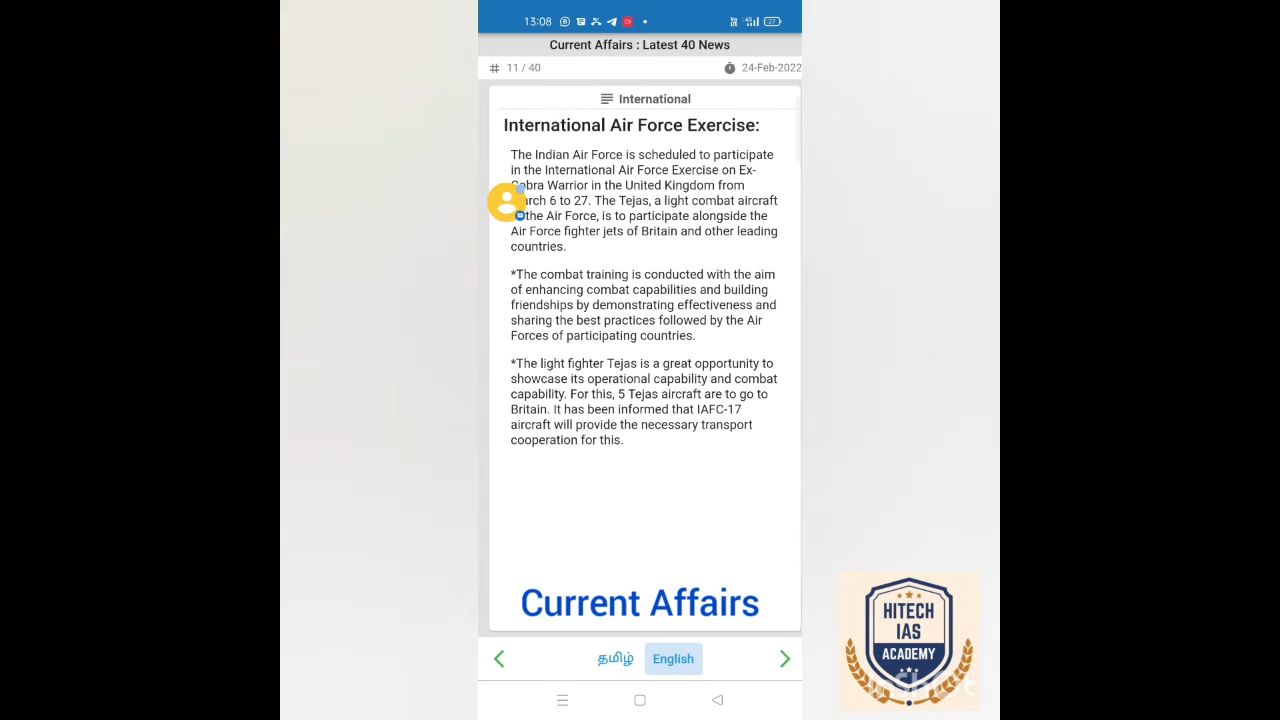 13:08
27
Current Affairs : Latest 40 News
# 11 / 40
24-Feb-2022
International
International Air Force Exercise:
The Indian Air Force is scheduled to participate
in the International Air Force Exercise on Ex-
Warrior in the United Kingdom from
6 to 27. The Tejas, a light combat aircraft
the Air Force, is to participate alongside the
Air Force fighter jets of Britain and other leading
countries.
*The combat training is conducted with the aim
of enhancing combat capabilities and building
friendships by demonstrating effectiveness and
sharing the best practices followed by the Air
Forces of participating countries.
*The light fighter Tejas is a great opportunity to
showcase its operational capability and combat
capability. For this, 5 Tejas aircraft are to go to
Britain. It has been informed that IAFC-17
aircraft will provide the necessary transport
cooperation for this.
Current Affairs
தமிழ்
English
HITECH
IAS
ACADEMY
InShot